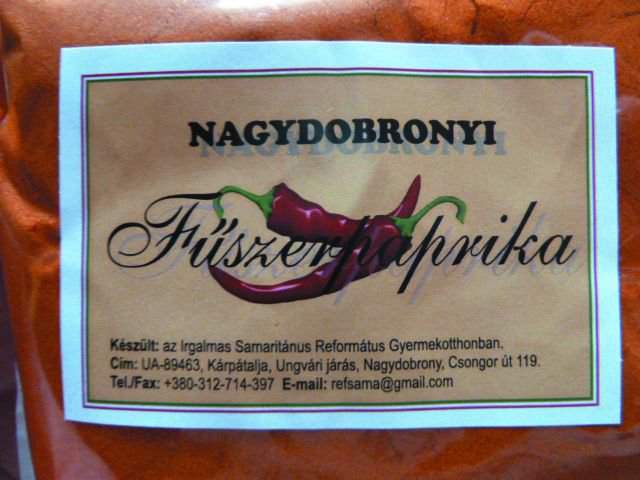 NAGYDOBRONYI
Fűszerpaprika
Készült: az Irgalmas Samaritánus Református Gyermekotthonban.
Cím: UA-89463, Kárpátalja, Ungvári járás, Nagydobrony, Csongor út 119.
Tel./Fax: +380-312-714-397 E-mail: refsama@gmail.com